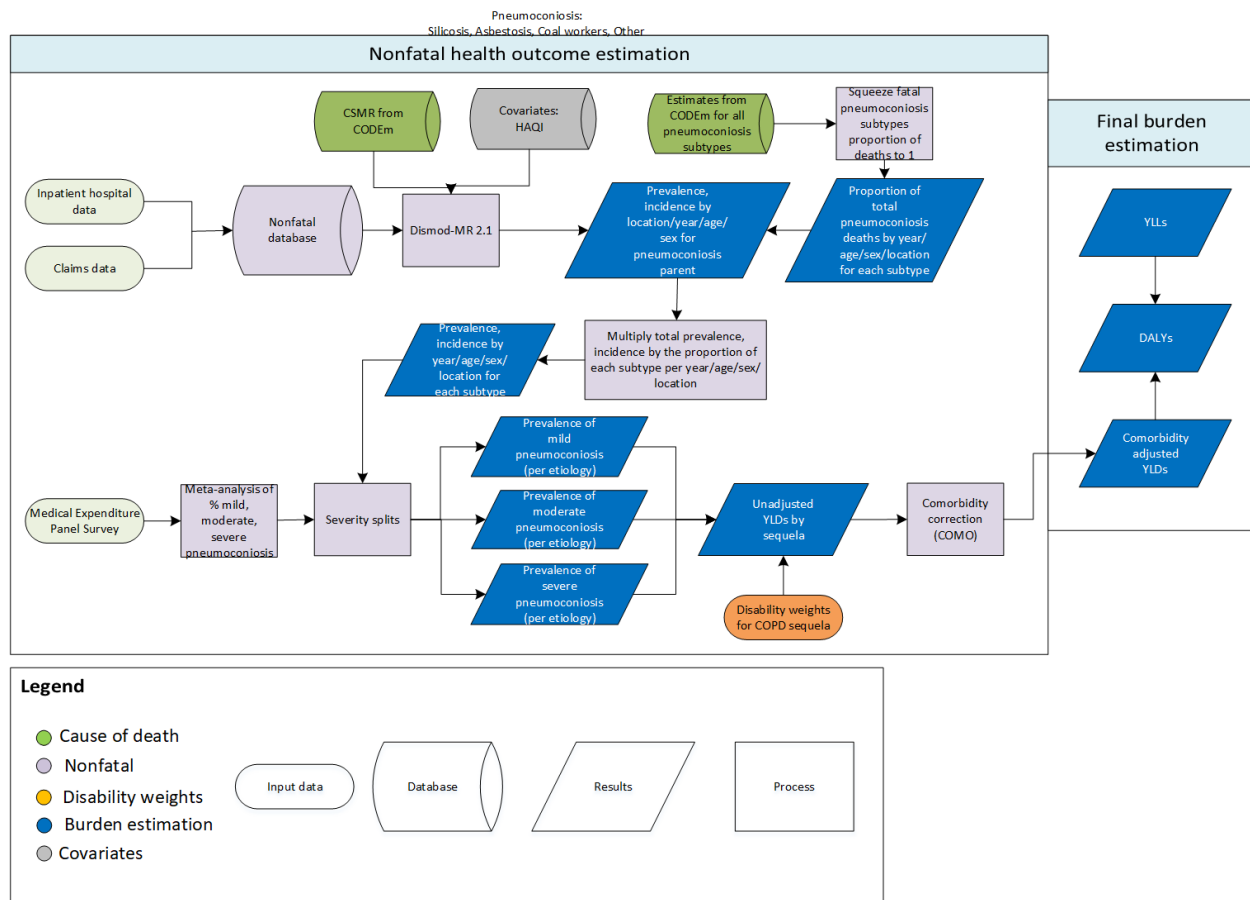 Pneumoconiosis:
Silicosis, Asbestosis, Coal workers, Other
Nonfatal health outcome estimation
CSMR from
CODEm
Covariates:
HAQI
Estimates from
CODEm for all
pneumoconiosis
subtypes
Squeeze fatal
pneumoconiosis
subtypes
proportion of
deaths to 1
Final burden
estimation
Inpatient hospital
data
Claims data
Nonfatal
database
Dismod-MR 2.1
Prevalence,
incidence by
location/year/age/
sex for
pneumoconiosis
parent
Proportion of
total
pneumoconiosis
deaths by year/
age/sex/location
for each subtype
YLLs
DALYs
Prevalence,
incidence by
year/age/sex/
location for
each subtype
Multiply total prevalence,
incidence by the proportion of
each subtype per year/age/sex/
location
Prevalence of
mild
pneumoconiosis
(per etiology)
Comorbidity
adjusted
YLDs
Medical Expenditure
Panel Survey
Meta-analysis of
% mild,
moderate,
severe
pneumoconiosis
Severity splits
Prevalence of
moderate
pneumoconiosis
(per etiology)
Unadjusted
YLDs by
sequela
Comorbidity
correction
(COMO)
Prevalence of
severe
pneumoconiosis
(per etiology)
Disability weights
for COPD sequela
Legend
Cause of death
Nonfatal
Disability weights
Burden estimation
Covariates
Input data
Database
Results
Process